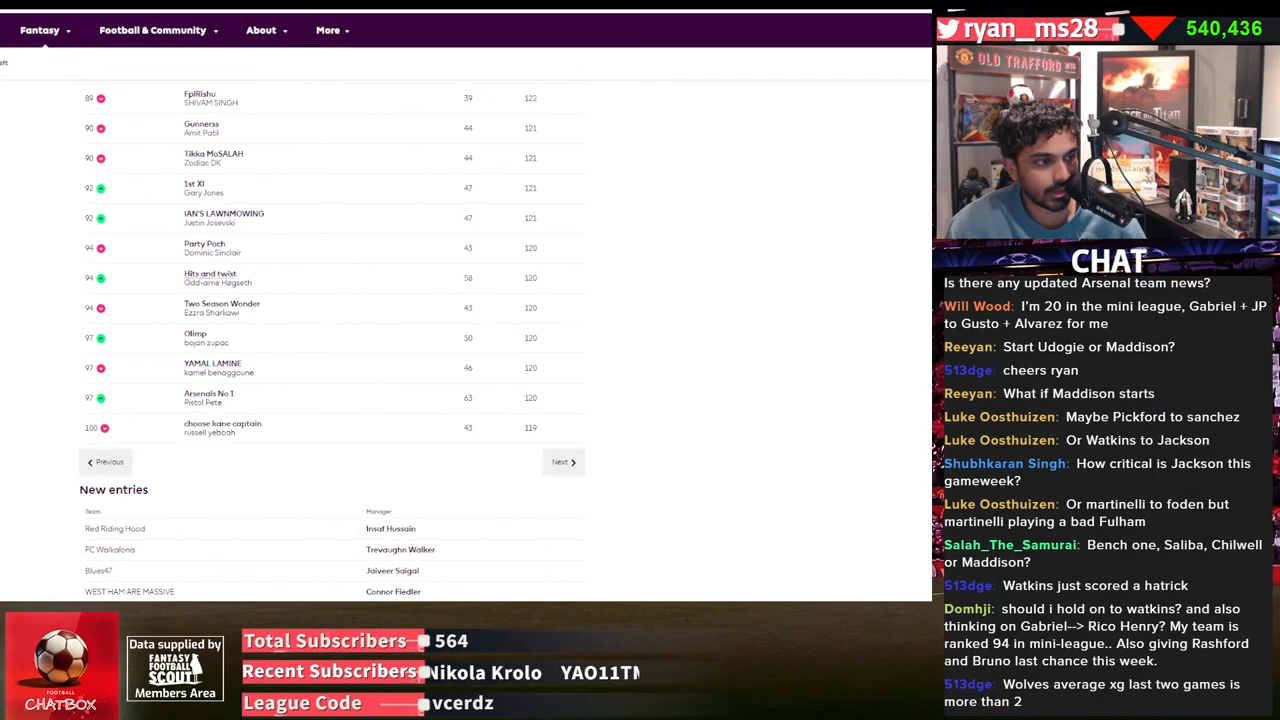 Fantasy Football & Community About More
aft
89 FplRishu 39 122
SHIVAM SINGH
90 Gunnerss 44 121
Amit Patil
90 Tikka MoSALAH 44 121
Zodiac DK
92 1st XI 47 121
Gary Jones
92 IAN'S LAWNMOWING 47 121
Justin Josevski
94 Party Poch 43 120
Dominic Sinclair
94 Hits and twist 58 120
Odd-arne Høgseth
94 Two Season Wonder 43 120
Ezzra Sharkawi
97 Olimp 50 120
bojan zupac
97 YAMAL LAMINE 46 120
kamel benaggoune
97 Arsenals No 1 63 120
Pistol Pete
100 choose kane captain 43 119
russell yeboah
Previous Next
New entries
Team Manager
Red Riding Hood Insaf Hussain
FC Walkalona Trevaughn Walker
Blues47 Jaiveer Saigal
WEST HAM ARE MASSIVE Connor Fiedler
ryan_ms28 540,436
OLD TRAFFORD M16
CHAT
Is there any updated Arsenal team news?
Will Wood: I'm 20 in the mini league, Gabriel + JP
to Gusto + Alvarez for me
Reeyan: Start Udogie or Maddison?
513dge: cheers ryan
Reeyan: What if Maddison starts
Luke Oosthuizen: Maybe Pickford to sanchez
Luke Oosthuizen: Or Watkins to Jackson
Shubhkaran Singh: How critical is Jackson this
gameweek?
Luke Oosthuizen: Or martinelli to foden but
martinelli playing a bad Fulham
Salah_The_Samurai: Bench one, Saliba, Chilwell
or Maddison?
513dge: Watkins just scored a hatrick
Domhji: should i hold on to watkins? and also
thinking on Gabriel--> Rico Henry? My team is
ranked 94 in mini-league.. Also giving Rashford
and Bruno last chance this week.
513dge: Wolves average xg last two games is
more than 2
FOOTBALL
CHATBOX
Data supplied by
FANTASY
FOOTBALL
SCOUT
Members Area
Total Subscribers 564
Recent Subscribers Nikola Krolo YAO11TM
League Code vcerdz